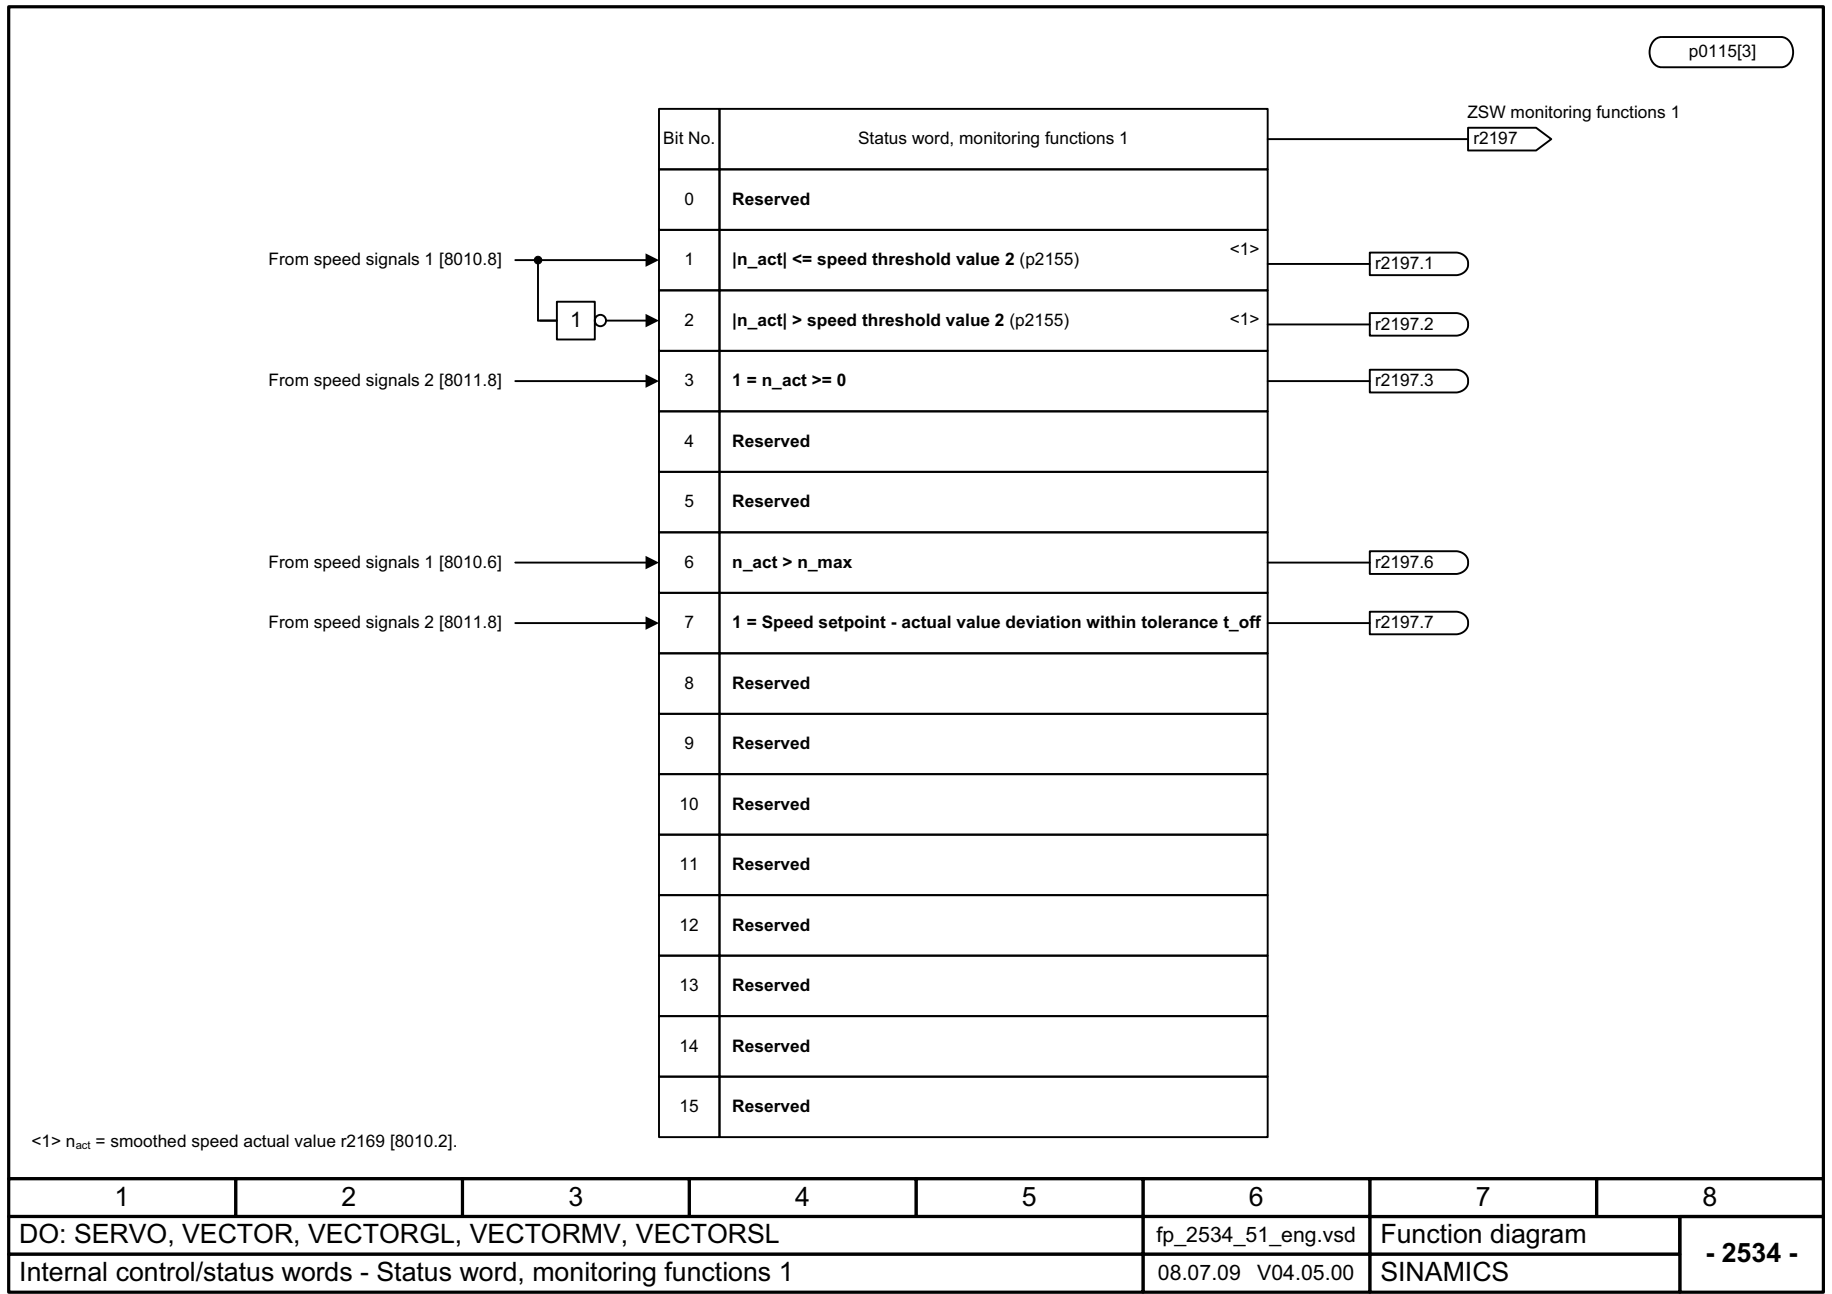 p0115[3]
ZSW monitoring functions 1
Bit No. Status word, monitoring functions 1 r2197
0 Reserved
From speed signals 1 [8010.8] 1 |n_act| <= speed threshold value 2 (p2155) <1> r2197.1
1 2 |n_act| > speed threshold value 2 (p2155) <1> r2197.2
From speed signals 2 [8011.8] 3 1 = n_act >= 0 r2197.3
4 Reserved
5 Reserved
From speed signals 1 [8010.6] 6 n_act > n_max r2197.6
From speed signals 2 [8011.8] 7 1 = Speed setpoint - actual value deviation within tolerance t_off r2197.7
8 Reserved
9 Reserved
10 Reserved
11 Reserved
12 Reserved
13 Reserved
14 Reserved
15 Reserved
<1> nact = smoothed speed actual value r2169 [8010.2].
1 2 3 4 5 6 7 8
DO: SERVO, VECTOR, VECTORGL, VECTORMV, VECTORSL fp_2534_51_eng.vsd Function diagram
- 2534 -
Internal control/status words - Status word, monitoring functions 1 08.07.09 V04.05.00 SINAMICS